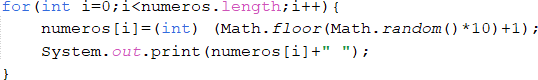 for(int i=0;i<numeros.length;i++){
numeros[i]=(int) (Math.floor(Math.random()*10)+1);
System.out.print(numeros[i]+" ");
}